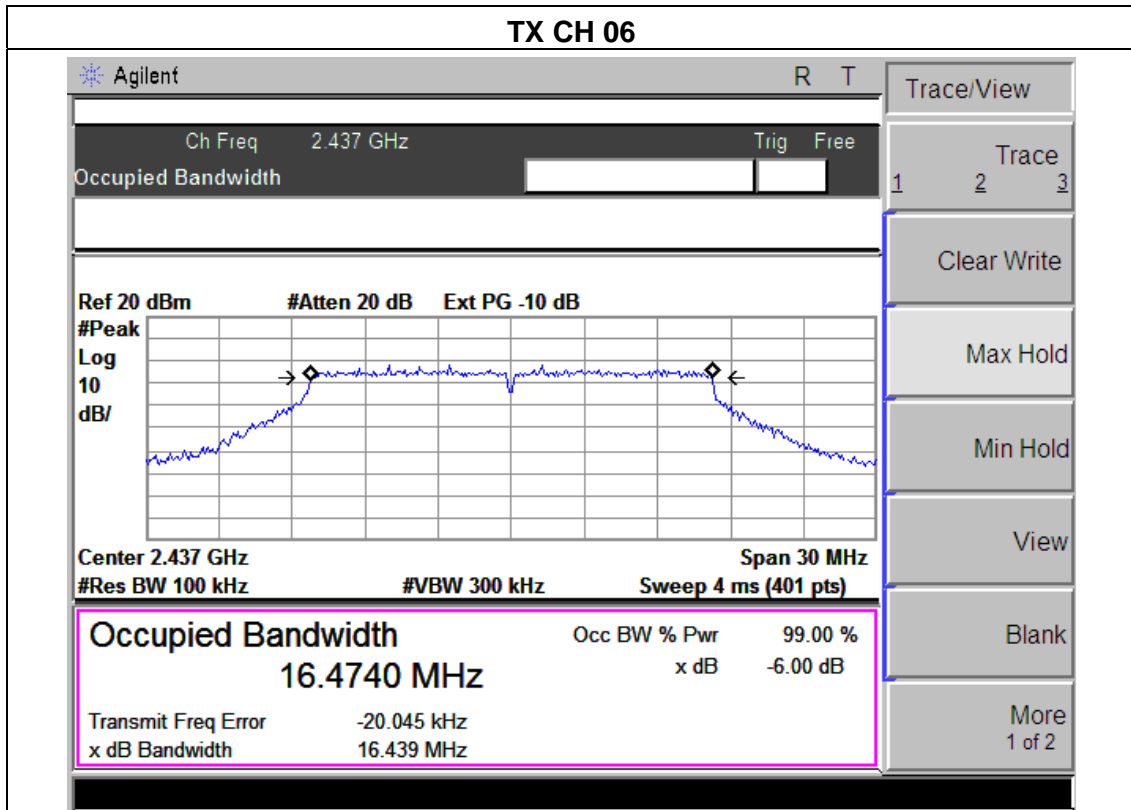 TX CH 06
Agilent R T
Ch Freq 2.437 GHz Trig Free
Occupied Bandwidth
Ref 20 dBm #Atten 20 dB Ext PG -10 dB
#Peak
Log
10
dB/
Center 2.437 GHz Span 30 MHz
#Res BW 100 kHz #VBW 300 kHz Sweep 4 ms (401 pts)
Occupied Bandwidth Occ BW % Pwr 99.00 %
16.4740 MHz x dB -6.00 dB
Transmit Freq Error -20.045 kHz
x dB Bandwidth 16.439 MHz
Trace/View
Trace
1 2 3
Clear Write
Max Hold
Min Hold
View
Blank
More
1 of 2